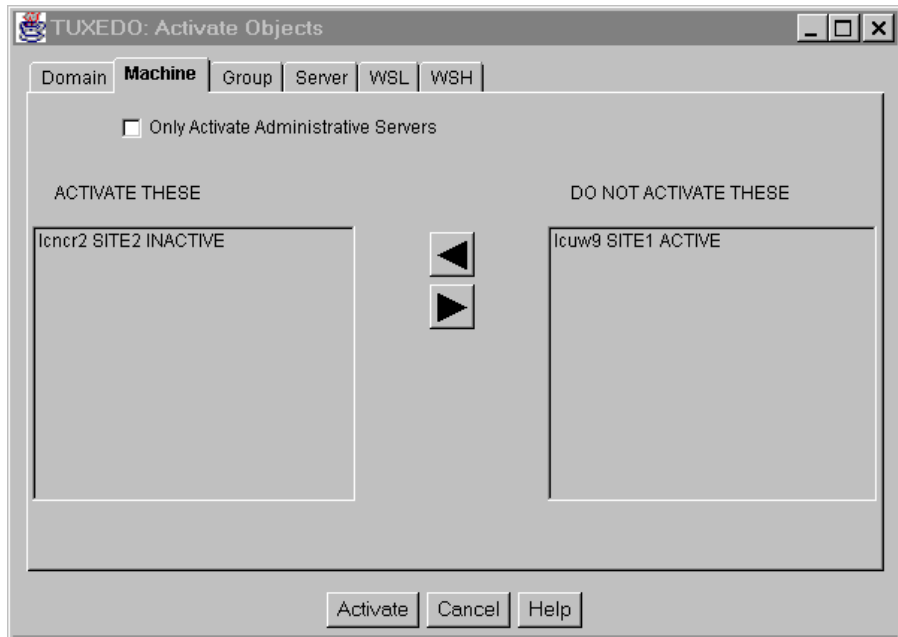 TUXEDO: Activate Objects
Domain Machine Group Server WSL WSH
Only Activate Administrative Servers
ACTIVATE THESE DO NOT ACTIVATE THESE
lcncr2 SITE2 INACTIVE lcuw9 SITE1 ACTIVE
Activate Cancel Help